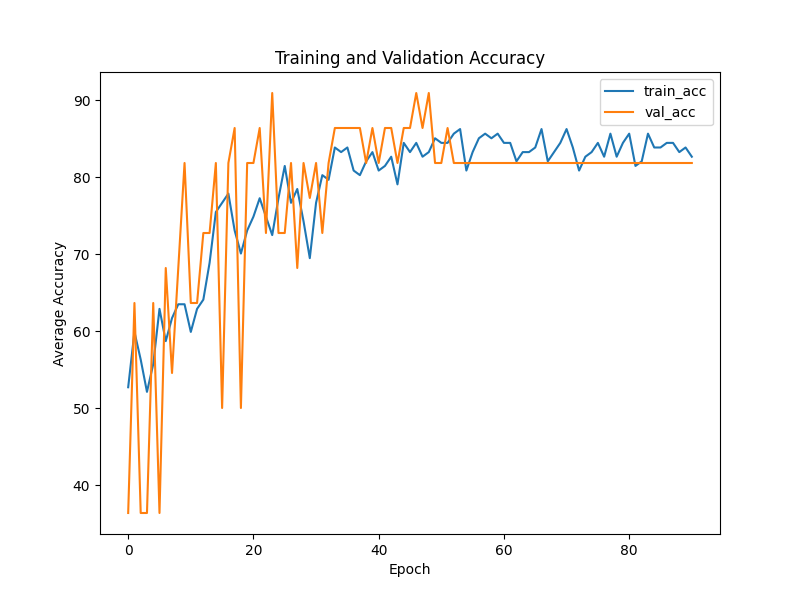 Training and Validation Accuracy
train_acc
val_acc
90
80
70
60
50
40
Average Accuracy
0 20 40 60 80
Epoch